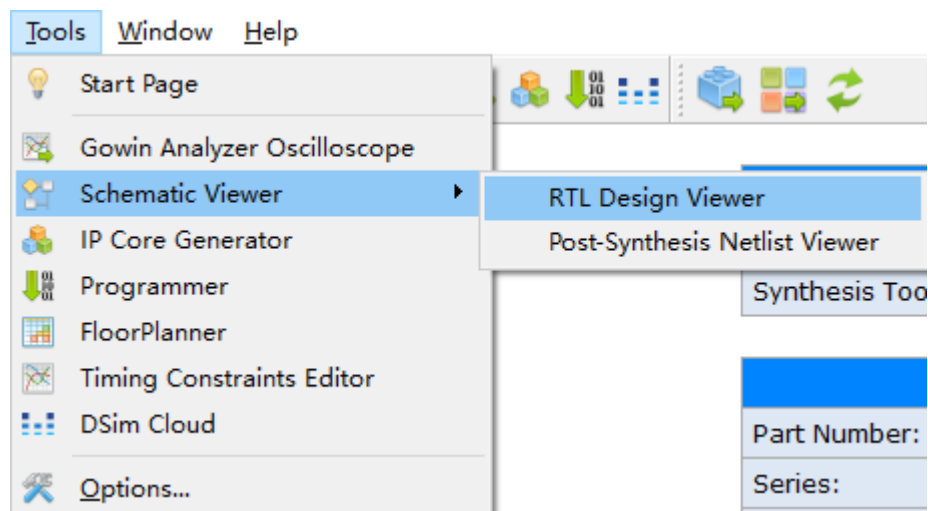 Tools Window Help
Start Page
Gowin Analyzer Oscilloscope
Schematic Viewer
RTL Design Viewer
IP Core Generator
Post-Synthesis Netlist Viewer
Programmer
Synthesis Too
FloorPlanner
Timing Constraints Editor
DSim Cloud
Part Number:
Options...
Series: